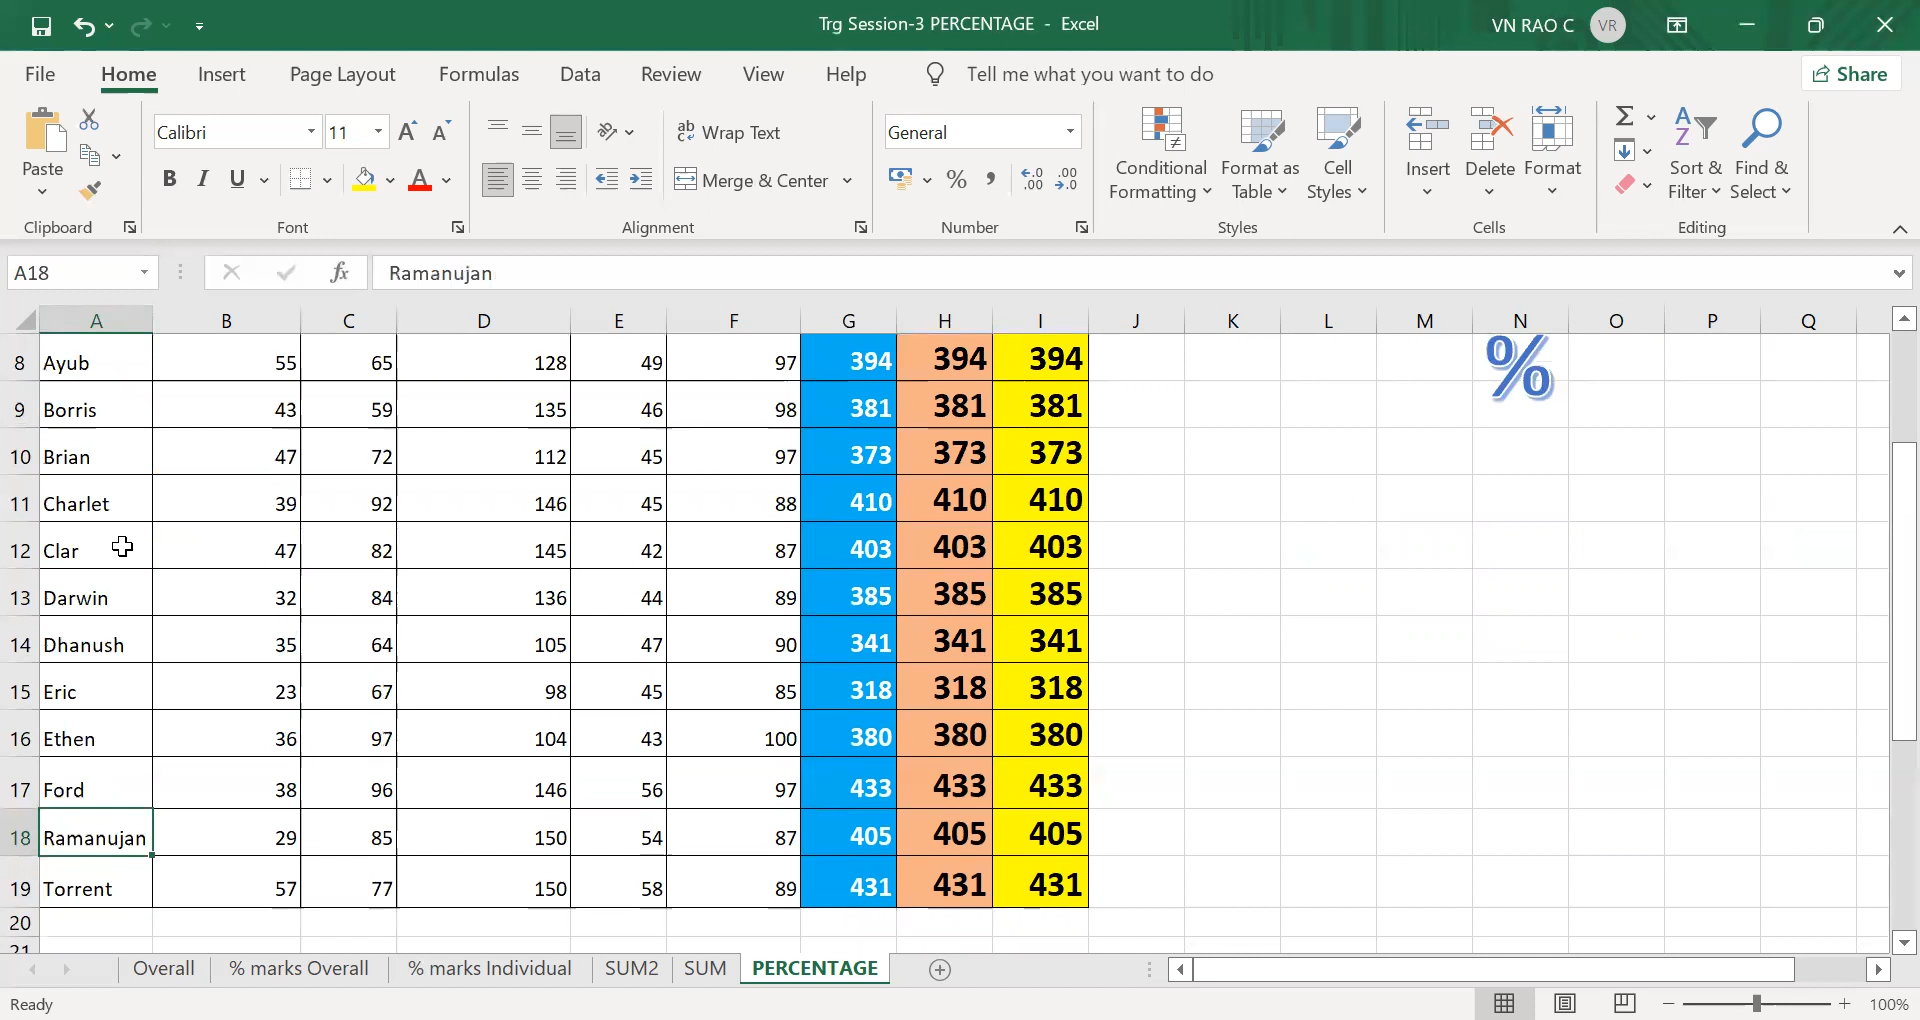 Trg Session-3 PERCENTAGE - Excel
VN RAO C VR
File Home Insert Page Layout Formulas Data Review View Help Tell me what you want to do Share
Calibri 11 A A ab Wrap Text General
Paste Conditional Format as Cell Insert Delete Format Sort & Find &
B I U A Merge & Center % , Formatting Table Styles Filter Select
Clipboard Font Alignment Number Styles Cells Editing
A18 fx Ramanujan
A B C D E F G H I J K L M N O P Q
8 Ayub 55 65 128 49 97 394 394 394 %
9 Borris 43 59 135 46 98 381 381 381
10 Brian 47 72 112 45 97 373 373 373
11 Charlet 39 92 146 45 88 410 410 410
12 Clar 47 82 145 42 87 403 403 403
13 Darwin 32 84 136 44 89 385 385 385
14 Dhanush 35 64 105 47 90 341 341 341
15 Eric 23 67 98 45 85 318 318 318
16 Ethen 36 97 104 43 100 380 380 380
17 Ford 38 96 146 56 97 433 433 433
18 Ramanujan 29 85 150 54 87 405 405 405
19 Torrent 57 77 150 58 89 431 431 431
20
21
Overall % marks Overall % marks Individual SUM2 SUM PERCENTAGE
Ready 100%